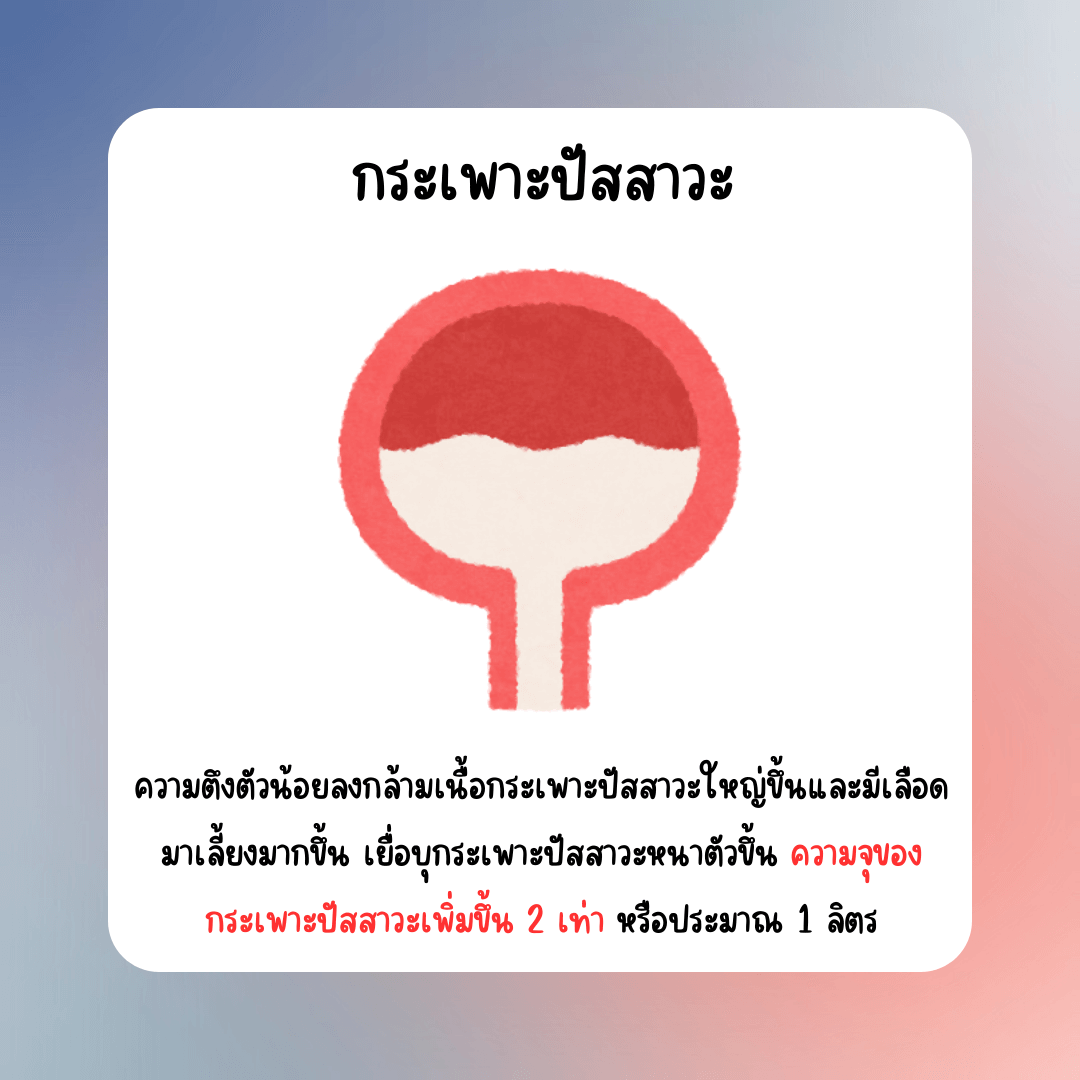 กระเพาะปัสสาวะ
ความตึงตัวน้อยลงกล้ามเนื้อกระเพาะปัสสาวะใหญ่ขึ้นและมีเลือด
มาเลี้ยงมากขึ้น เยื่อบุกระเพาะปัสสาวะหนาตัวขึ้น ความจุของ
กระเพาะปัสสาวะเพิ่มขึ้น 2 เท่า หรือประมาณ 1 ลิตร